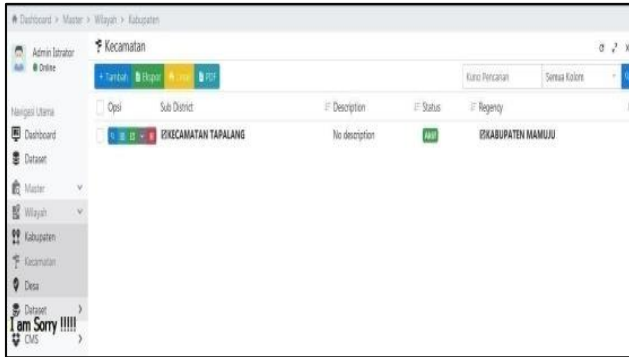 Dashboard > Master > Wilayah > Kabupaten
Admin Istrator
Online
Kecamatan
+ Tambah Ekspor Unduh PDF
Kunci Pencarian Semua Kolom
Navigasi Utama
Dashboard
Dataset
Master
Wilayah
Kabupaten
Kecamatan
Desa
Dataset
I am Sorry !!!!!
CMS
Opsi Sub District Description Status Regency
KECAMATAN TAPALANG No description Aktif KABUPATEN MAMUJU